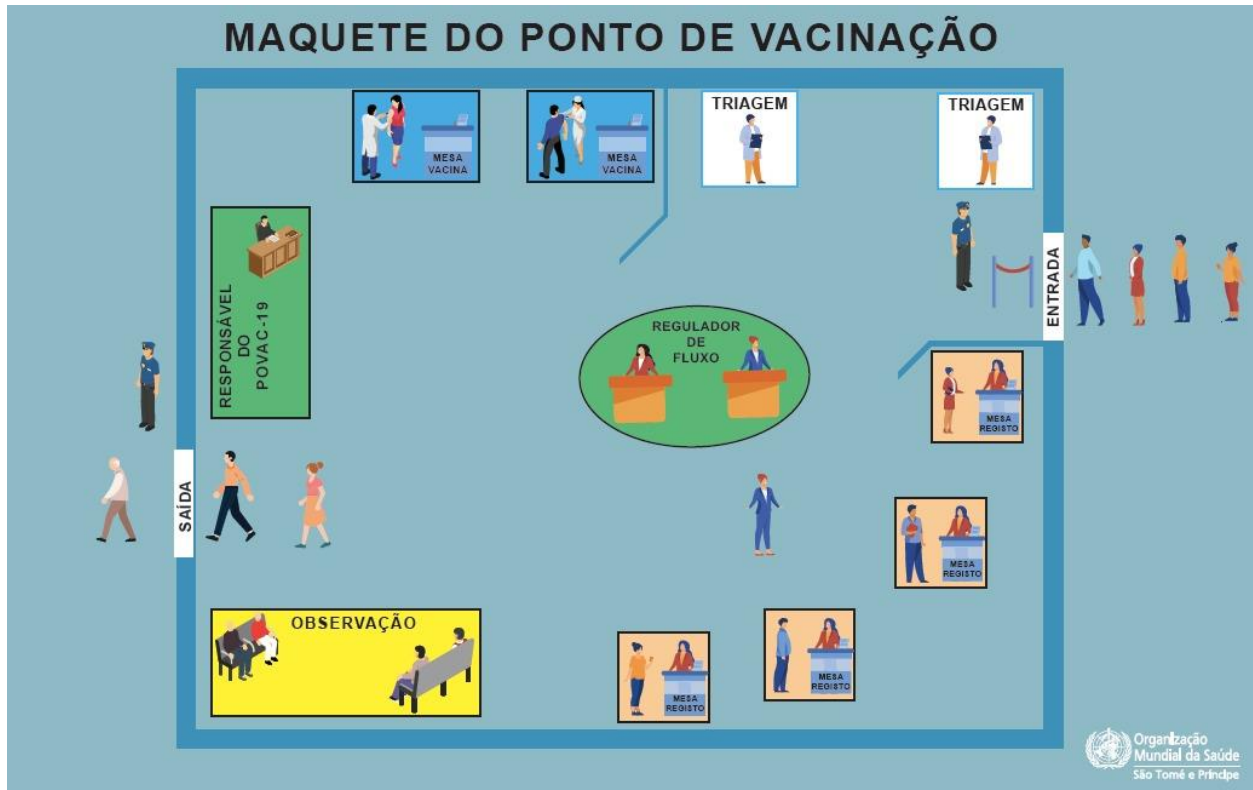 MAQUETE DO PONTO DE VACINAÇÃO
MESA
VACINA
MESA
VACINA
TRIAGEM
TRIAGEM
RESPONSÁVEL
DO
POVAC-19
REGULADOR
DE
FLUXO
ENTRADA
MESA
REGISTO
SAÍDA
MESA
REGISTO
OBSERVAÇÃO
MESA
REGISTO
MESA
REGISTO
Organização
Mundial da Saúde
São Tomé e Príncipe